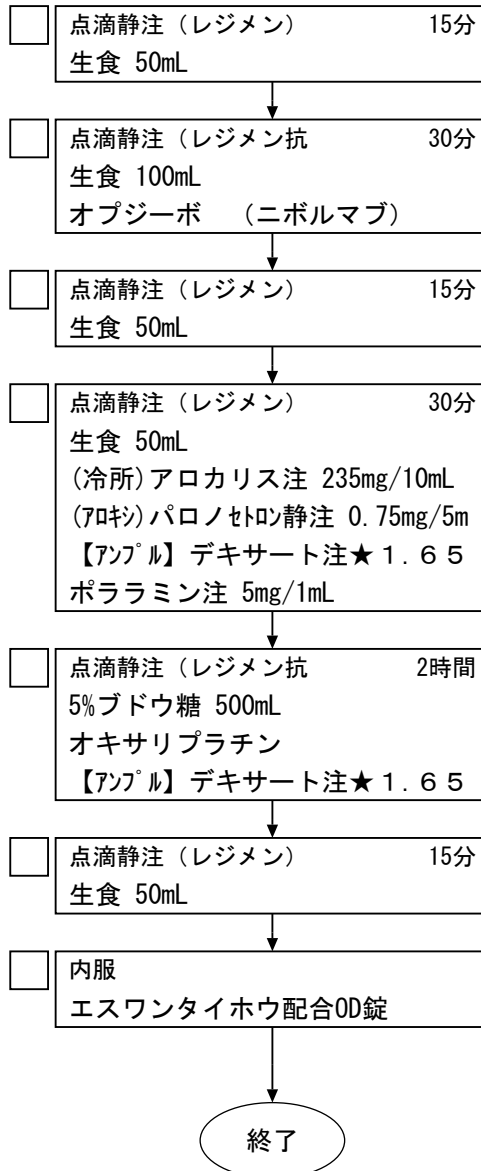 点滴静注（レジメン） 15分
生食 50mL
点滴静注（レジメン抗 30分
生食 100mL
オプジーボ （ニボルマブ）
点滴静注（レジメン） 15分
生食 50mL
点滴静注（レジメン） 30分
生食 50mL
(冷所)アロカリス注 235mg/10mL
(ｱﾛｷｼ)パロノｾﾄﾛﾝ静注 0.75mg/5m
【ｱﾝﾌﾟﾙ】デキサート注★１.６５
ポララミン注 5mg/1mL
点滴静注（レジメン抗 2時間
5%ブドウ糖 500mL
オキサリプラチン
【ｱﾝﾌﾟﾙ】デキサート注★１.６５
点滴静注（レジメン） 15分
生食 50mL
内服
エスワンタイホウ配合OD錠
終了